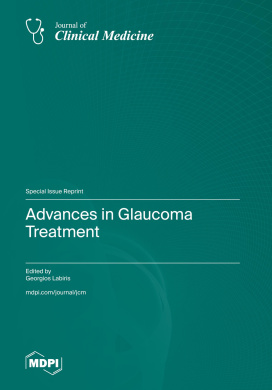 Journal of
Clinical Medicine
Special Issue Reprint
Advances in Glaucoma
Treatment
Edited by
Georgios Labiris
mdpi.com/journal/jcm
MDPI